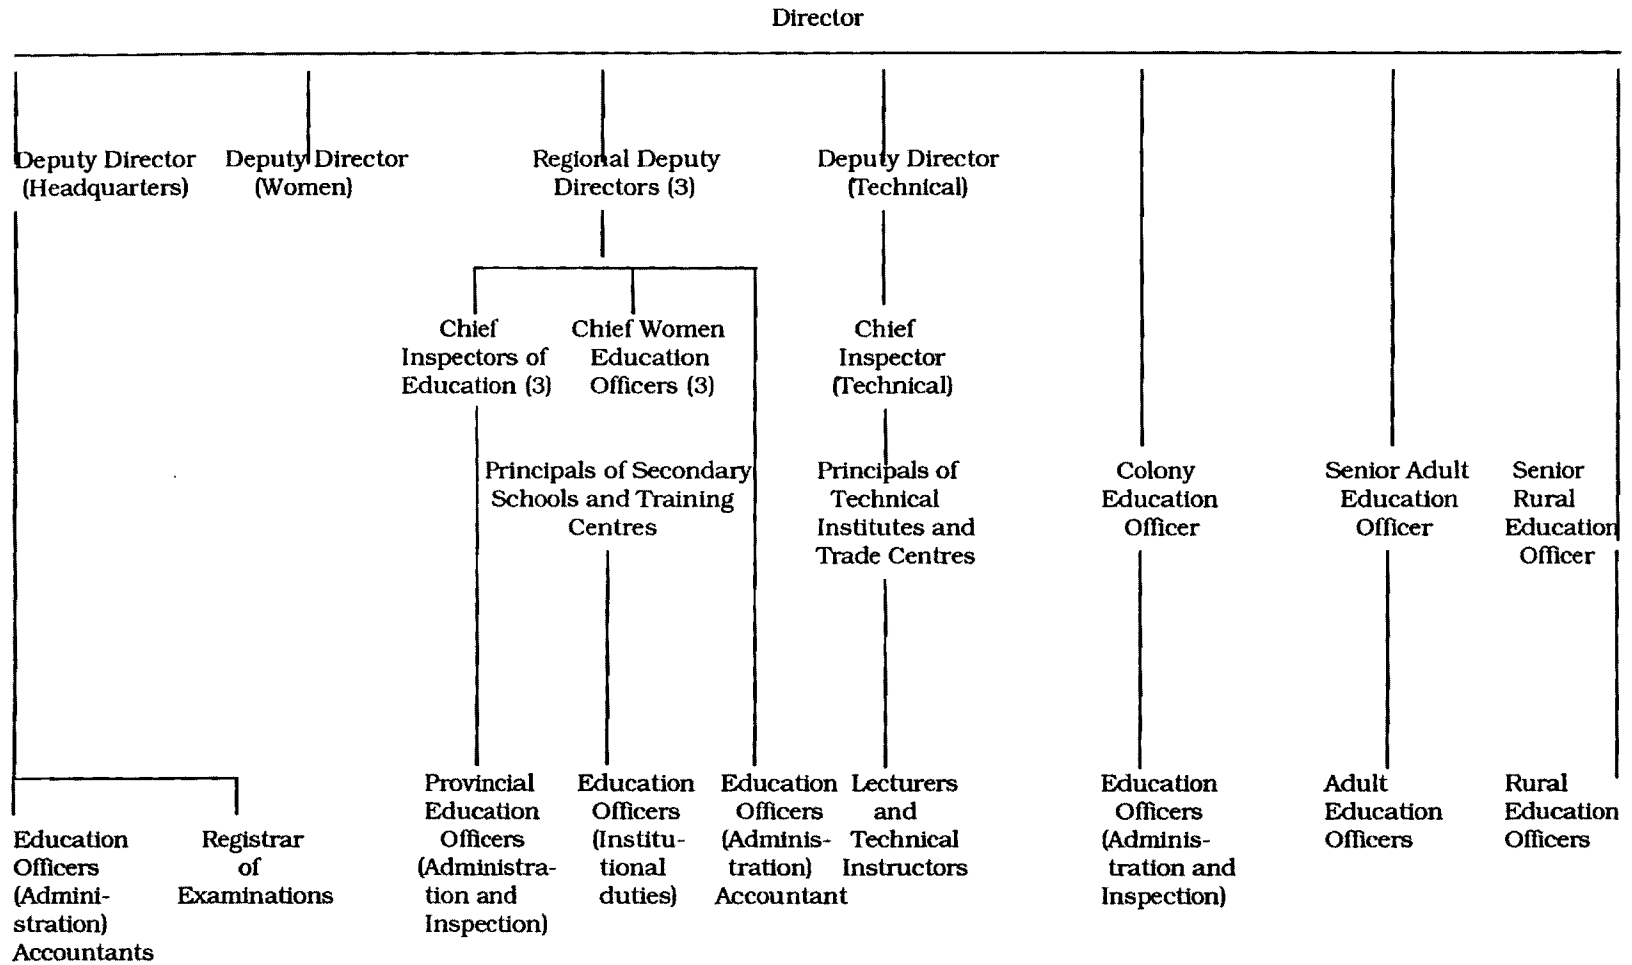 Director
Deputy Director
(Headquarters)
Deputy Director
(Women)
Regional Deputy
Directors (3)
Deputy Director
(Technical)
Chief
Inspectors of
Education (3)
Chief Women
Education
Officers (3)
Chief
Inspector
(Technical)
Principals of Secondary
Schools and Training
Centres
Principals of
Technical
Institutes and
Trade Centres
Colony
Education
Officer
Senior Adult
Education
Officer
Senior
Rural
Education
Officer
Education
Officers
(Admini-
stration)
Accountants
Registrar
of
Examinations
Provincial
Education
Officers
(Administra-
tion and
Inspection)
Education
Officers
(Institu-
tional
duties)
Education
Officers
(Adminis-
tration)
Accountant
Lecturers
and
Technical
Instructors
Education
Officers
(Adminis-
tration and
Inspection)
Adult
Education
Officers
Rural
Education
Officers